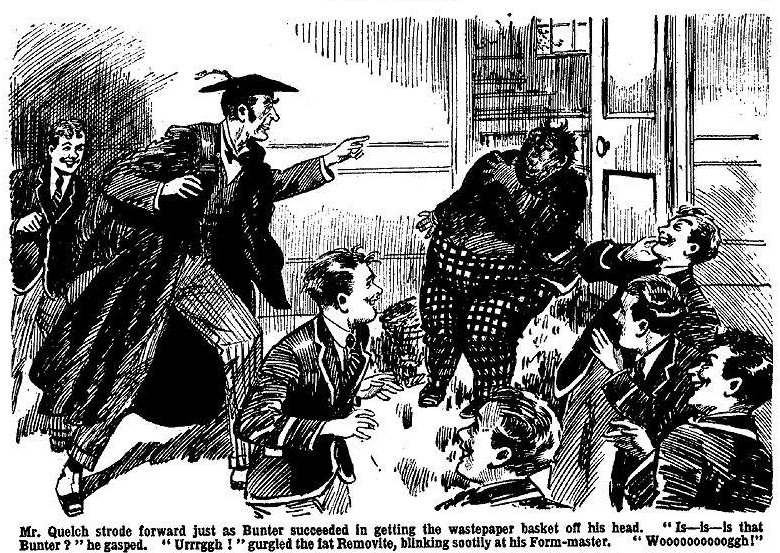 Mr. Quelch strode forward just as Bunter succeeded in getting the wastepaper basket off his head. "Is—is—is that
Bunter?" he gasped. "Urrrggh!" gurgled the fat Removite, blinking sootily at his Form-master. "Woooooooooggh!"